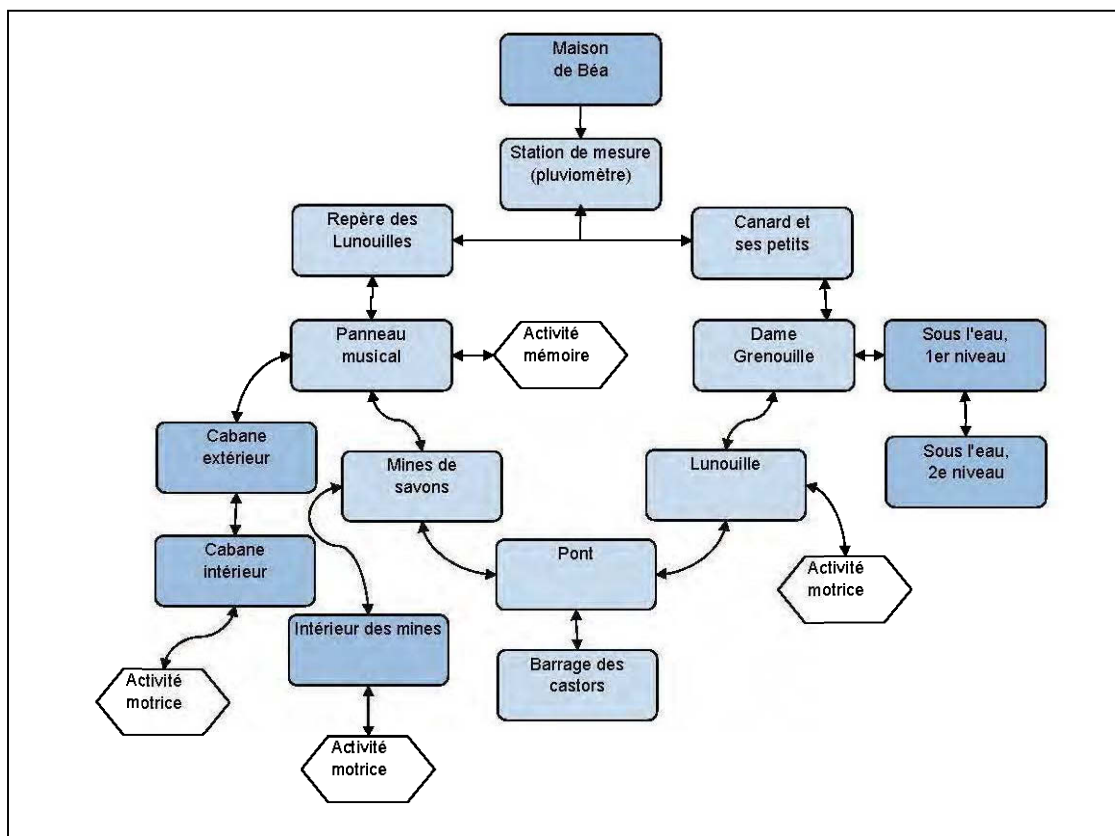 Maison
de Béa
Station de mesure
(pluviomètre)
Repère des
Lunouilles
Canard et
ses petits
Panneau
musical
Activité
mémoire
Dame
Grenouille
Sous l'eau,
1er niveau
Cabane
extérieur
Mines de
savons
Lunouille
Sous l'eau,
2e niveau
Cabane
intérieur
Pont
Activité
motrice
Intérieur des mines
Barrage des
castors
Activité
motrice
Activité
motrice